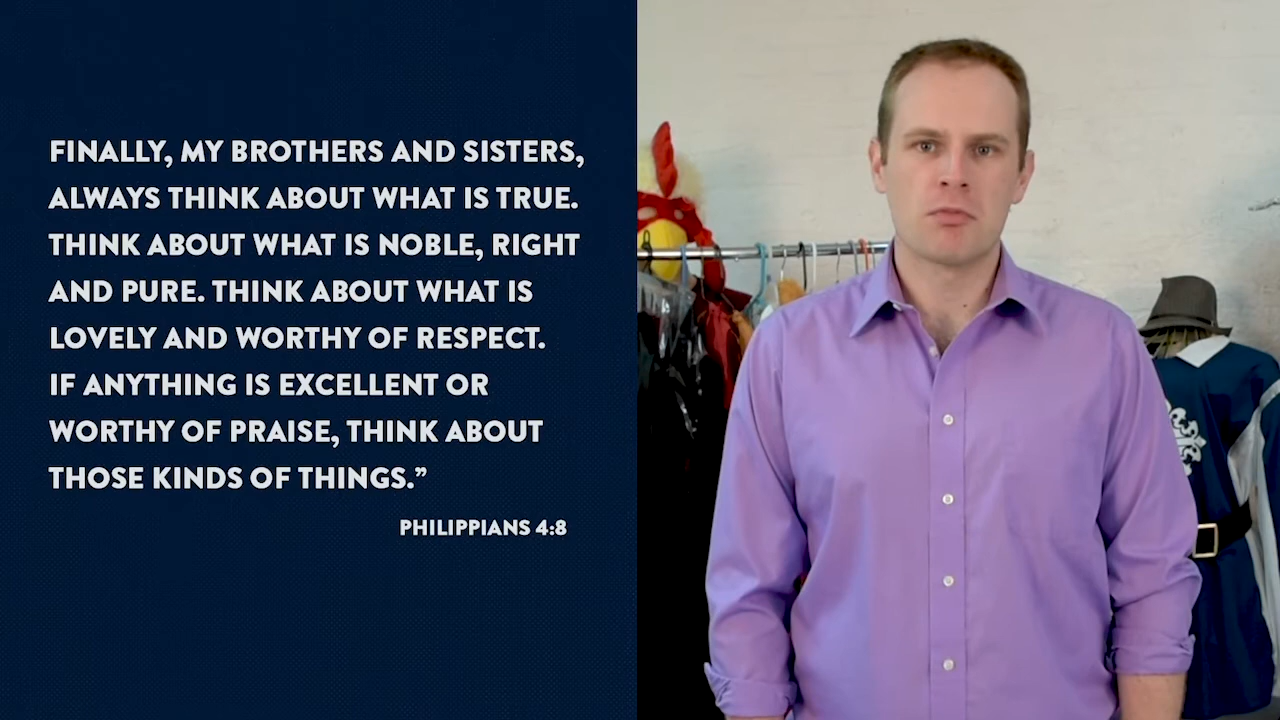 FINALLY, MY BROTHERS AND SISTERS,
ALWAYS THINK ABOUT WHAT IS TRUE.
THINK ABOUT WHAT IS NOBLE, RIGHT
AND PURE. THINK ABOUT WHAT IS
LOVELY AND WORTHY OF RESPECT.
IF ANYTHING IS EXCELLENT OR
WORTHY OF PRAISE, THINK ABOUT
THOSE KINDS OF THINGS.”
PHILIPPIANS 4:8